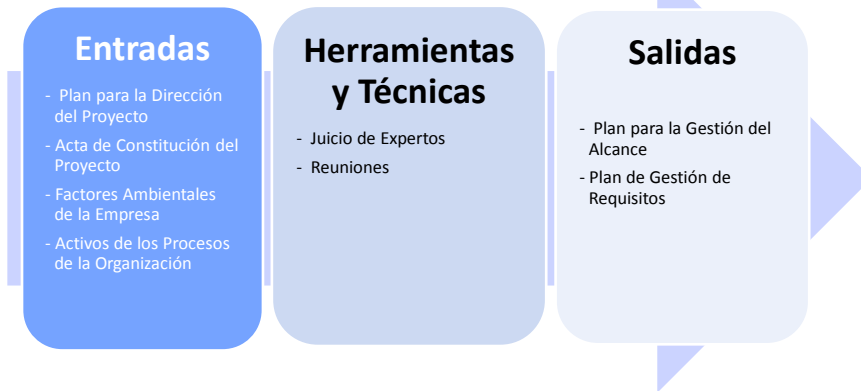 Entradas
- Plan para la Dirección
del Proyecto
- Acta de Constitución del
Proyecto
- Factores Ambientales
de la Empresa
- Activos de los Procesos
de la Organización
Herramientas
y Técnicas
- Juicio de Expertos
- Reuniones
Salidas
- Plan para la Gestión del
Alcance
- Plan de Gestión de
Requisitos